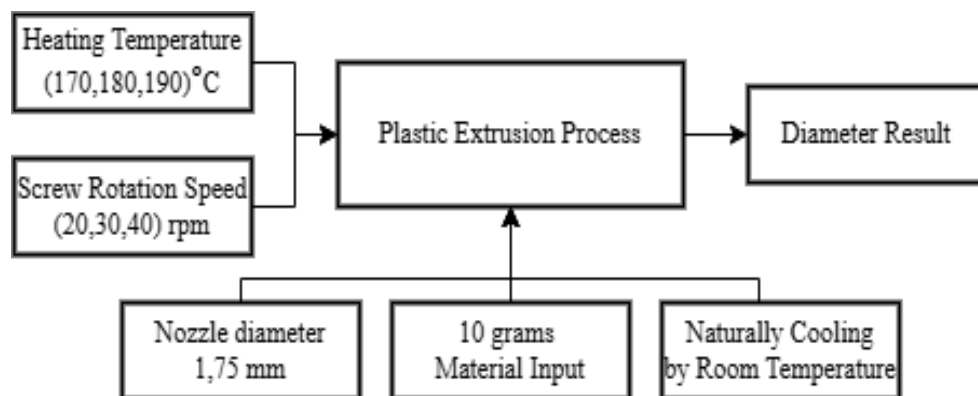 Heating Temperature
(170,180,190)°C
Plastic Extrusion Process
Diameter Result
Screw Rotation Speed
(20,30,40) rpm
Nozzle diameter
1,75 mm
10 grams
Material Input
Naturally Cooling
by Room Temperature